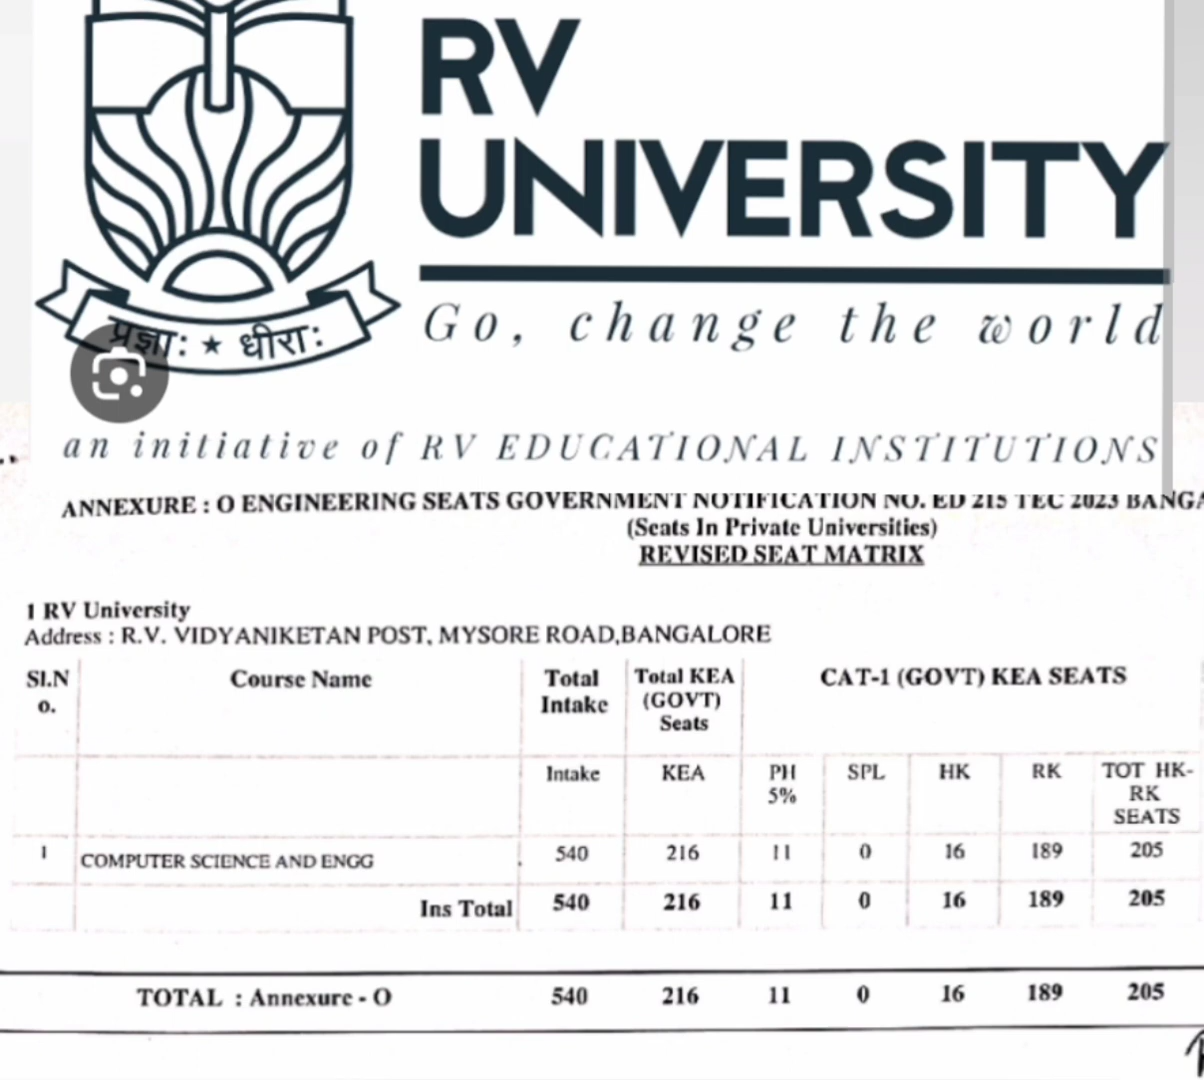 RV
UNIVERSITY
Go, change the world
प्रज्ञा: ★ धीरा:
an initiative of RV EDUCATIONAL INSTITUTIONS
ANNEXURE : O ENGINEERING SEATS GOVERNMENT NOTIFICATION NO. ED 215 TEC 2023
(Seats In Private Universities)
REVISED SEAT MATRIX
1 RV University
Address : R.V. VIDYANIKETAN POST, MYSORE ROAD,BANGALORE
Sl.N o. Course Name Total Intake Total KEA (GOVT) Seats CAT-1 (GOVT) KEA SEATS
Intake KEA PH 5% SPL HK RK TOT HK-RK SEATS
1 COMPUTER SCIENCE AND ENGG 540 216 11 0 16 189 205
Ins Total 540 216 11 0 16 189 205
TOTAL : Annexure - O 540 216 11 0 16 189 205